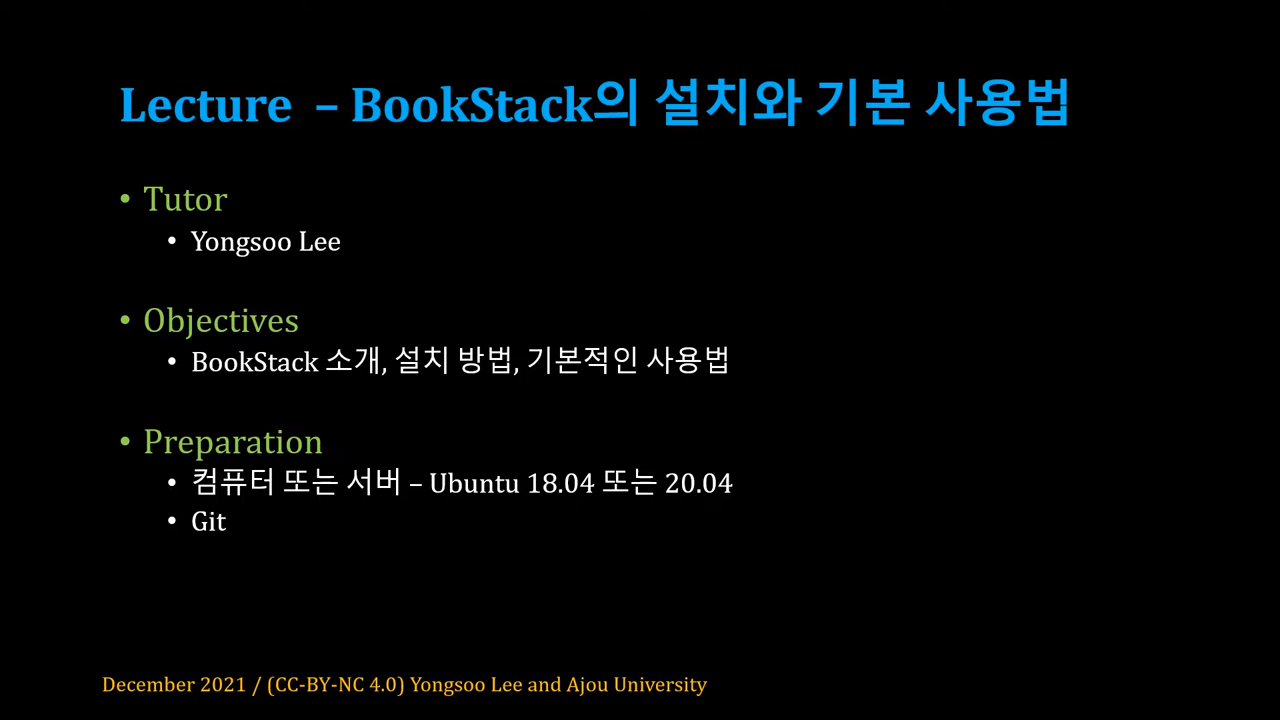 Lecture – BookStack의 설치와 기본 사용법
• Tutor
• Yongsoo Lee
• Objectives
• BookStack 소개, 설치 방법, 기본적인 사용법
• Preparation
• 컴퓨터 또는 서버 – Ubuntu 18.04 또는 20.04
• Git
December 2021 / (CC-BY-NC 4.0) Yongsoo Lee and Ajou University